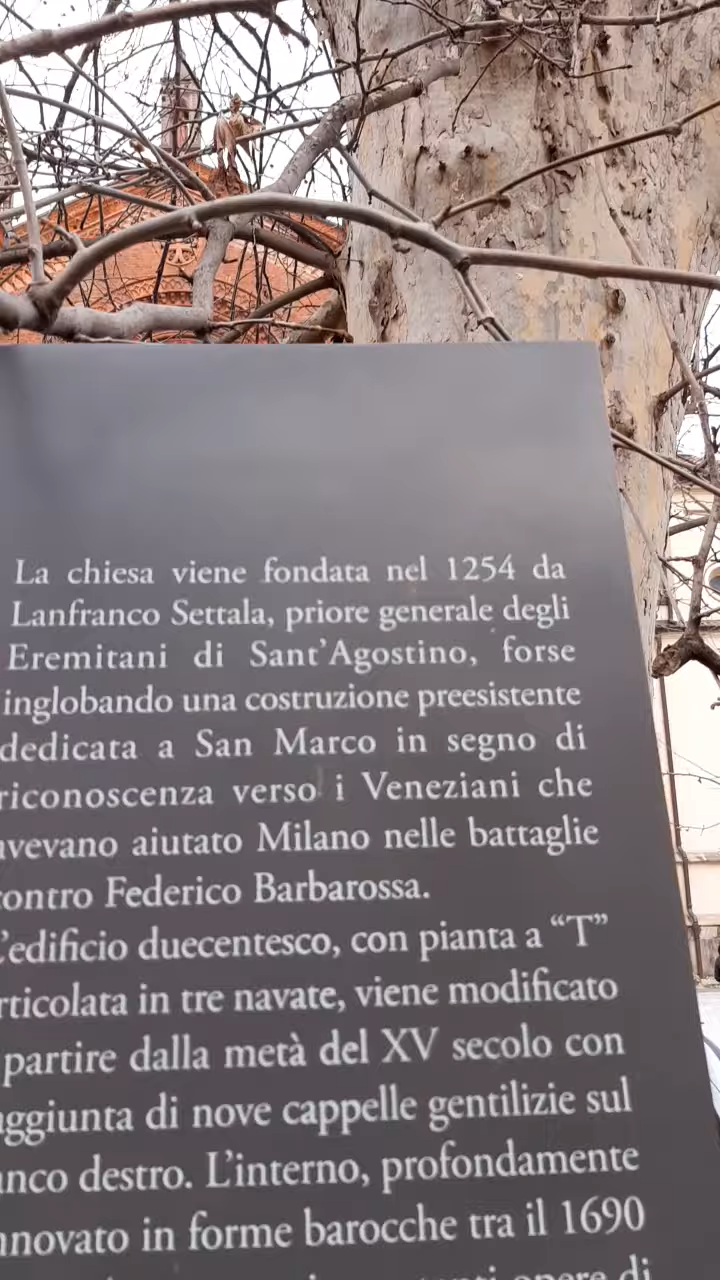 La chiesa viene fondata nel 1254 da
Lanfranco Settala, priore generale degli
Eremitani di Sant'Agostino, forse
inglobando una costruzione preesistente
dedicata a San Marco in segno di
riconoscenza verso i Veneziani che
avevano aiutato Milano nelle battaglie
contro Federico Barbarossa.
L'edificio duecentesco, con pianta a “T”
rticolata in tre navate, viene modificato
partire dalla metà del XV secolo con
aggiunta di nove cappelle gentilizie sul
anco destro. L'interno, profondamente
nnovato in forme barocche tra il 1690
opere di